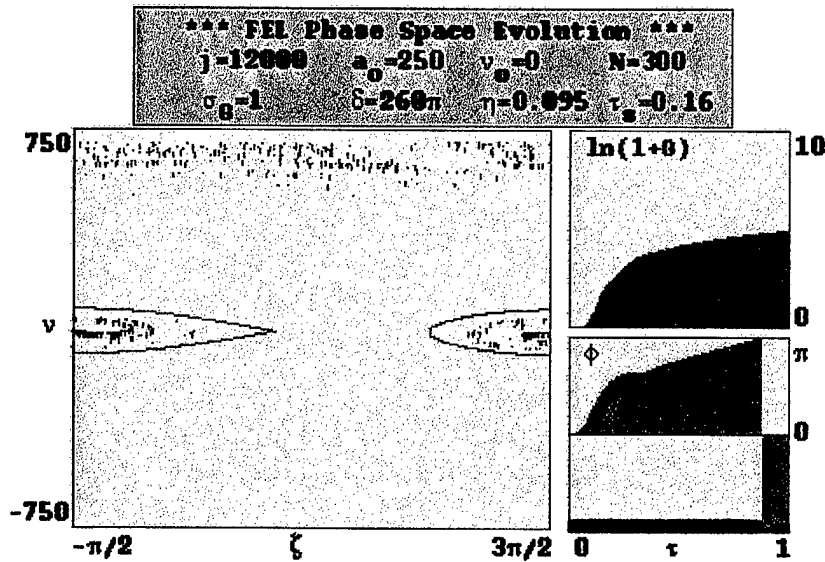 *** FEL Phase Space Evolution ***
j=12000 a₀=250 ν₀=0 N=300
σθ=1 δ=260π η=0.095 τₛ=0.16
750
ν
-750
-π/2 ζ 3π/2
ln(1+G) 10
0
ϕ π
0
0 τ 1